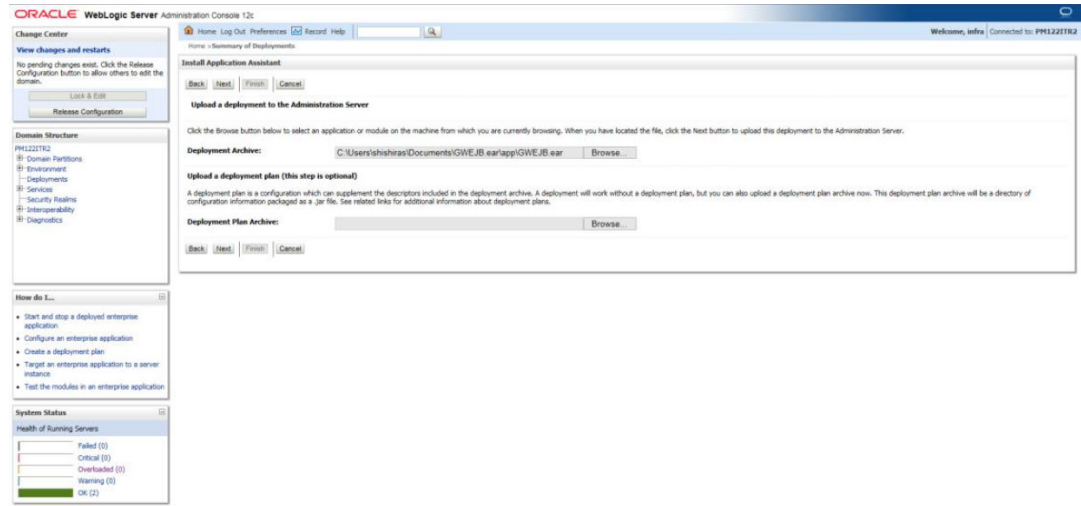 ORACLE WebLogic Server Administration Console 12c
Change Center
View changes and restarts
No pending changes exist. Click the Release
Configuration button to allow others to edit the
domain.
Lock & Edit
Release Configuration
Domain Structure
PM122ITR2
Domain Partitions
Environment
Deployments
Services
Security Realms
Interoperability
Diagnostics
How do I...
Start and stop a deployed enterprise
application
Configure an enterprise application
Create a deployment plan
Target an enterprise application to a server
instance
Test the modules in an enterprise application
System Status
Health of Running Servers
Failed (0)
Critical (0)
Overloaded (0)
Warning (0)
OK (2)
Home Log Out Preferences Record Help
Welcome, infra Connected to: PM122ITR2
Home >Summary of Deployments
Install Application Assistant
Back Next Finish Cancel
Upload a deployment to the Administration Server
Click the Browse button below to select an application or module on the machine from which you are currently browsing. When you have located the file, click the Next button to upload this deployment to the Administration Server.
Deployment Archive: C:\Users\shishiras\Documents\GWEJB.ear\app\GWEJB.ear Browse...
Upload a deployment plan (this step is optional)
A deployment plan is a configuration which can supplement the descriptors included in the deployment archive. A deployment will work without a deployment plan, but you can also upload a deployment plan archive now. This deployment plan archive will be a directory of
configuration information packaged as a .jar file. See related links for additional information about deployment plans.
Deployment Plan Archive: Browse...
Back Next Finish Cancel